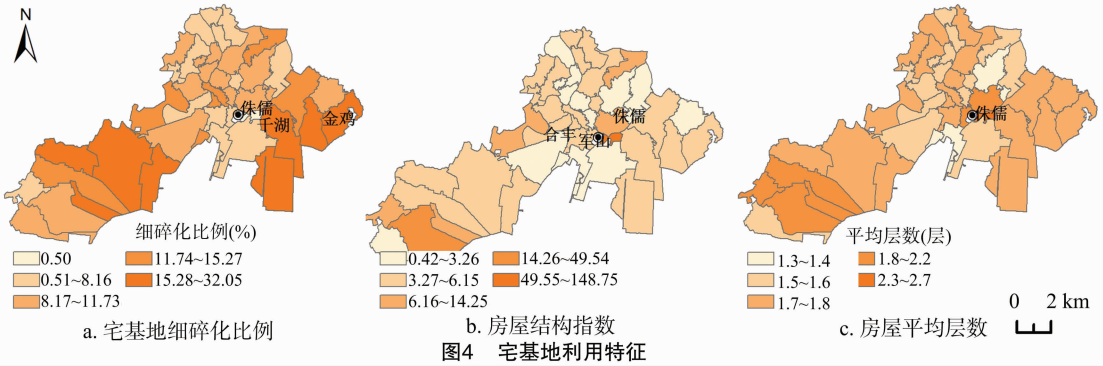 N
侏儒
千湖
金鸡
细碎化比例(%)
0.50
0.51~8.16
8.17~11.73
11.74~15.27
15.28~32.05
a. 宅基地细碎化比例
侏儒
合丰
军山
0.42~3.26
3.27~6.15
6.16~14.25
14.26~49.54
49.55~148.75
b. 房屋结构指数
侏儒
平均层数(层)
1.3~1.4
1.5~1.6
1.7~1.8
1.8~2.2
2.3~2.7
0 2 km
c. 房屋平均层数
图4 宅基地利用特征